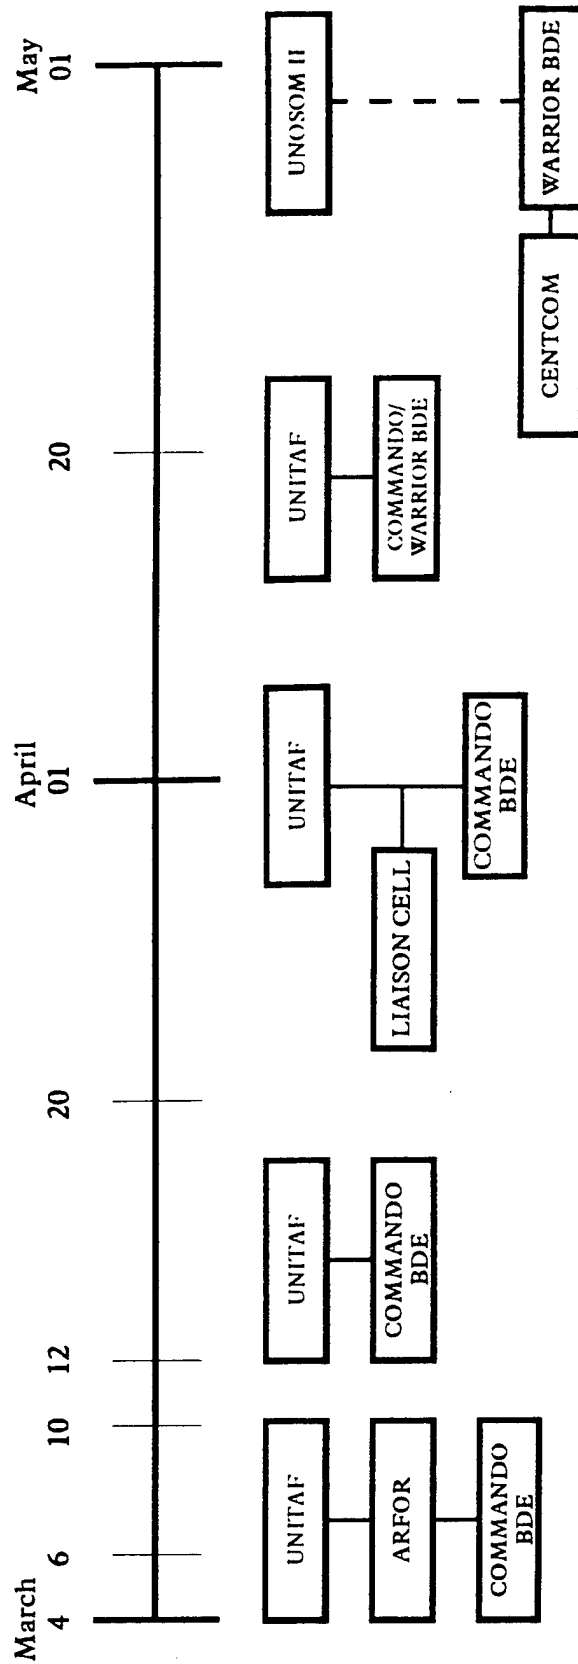 March
April
May
4
6
10
12
20
01
20
01
UNITAF
ARFOR
COMMANDO
BDE
UNITAF
COMMANDO
BDE
UNITAF
LIAISON CELL
COMMANDO
BDE
UNITAF
COMMANDO/
WARRIOR BDE
UNOSOM II
CENTCOM
WARRIOR BDE